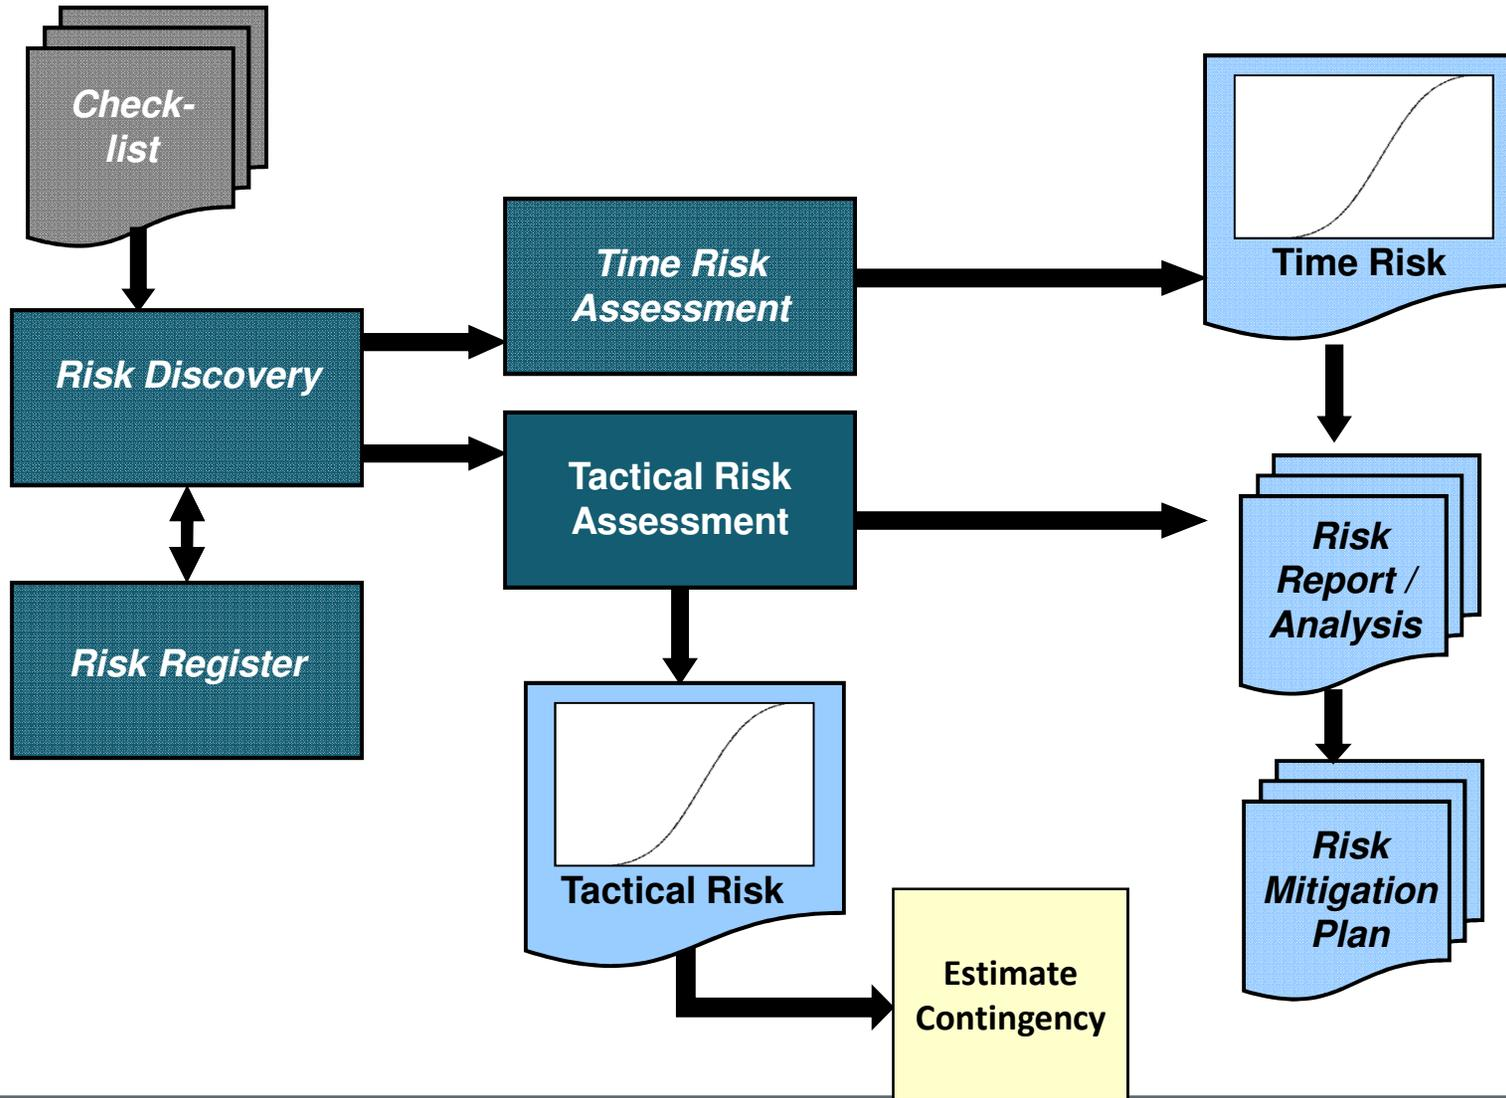 Check-
list
Time Risk
Assessment
Time Risk
Risk Discovery
Tactical Risk
Assessment
Risk
Report /
Analysis
Risk Register
Tactical Risk
Risk
Mitigation
Plan
Estimate
Contingency